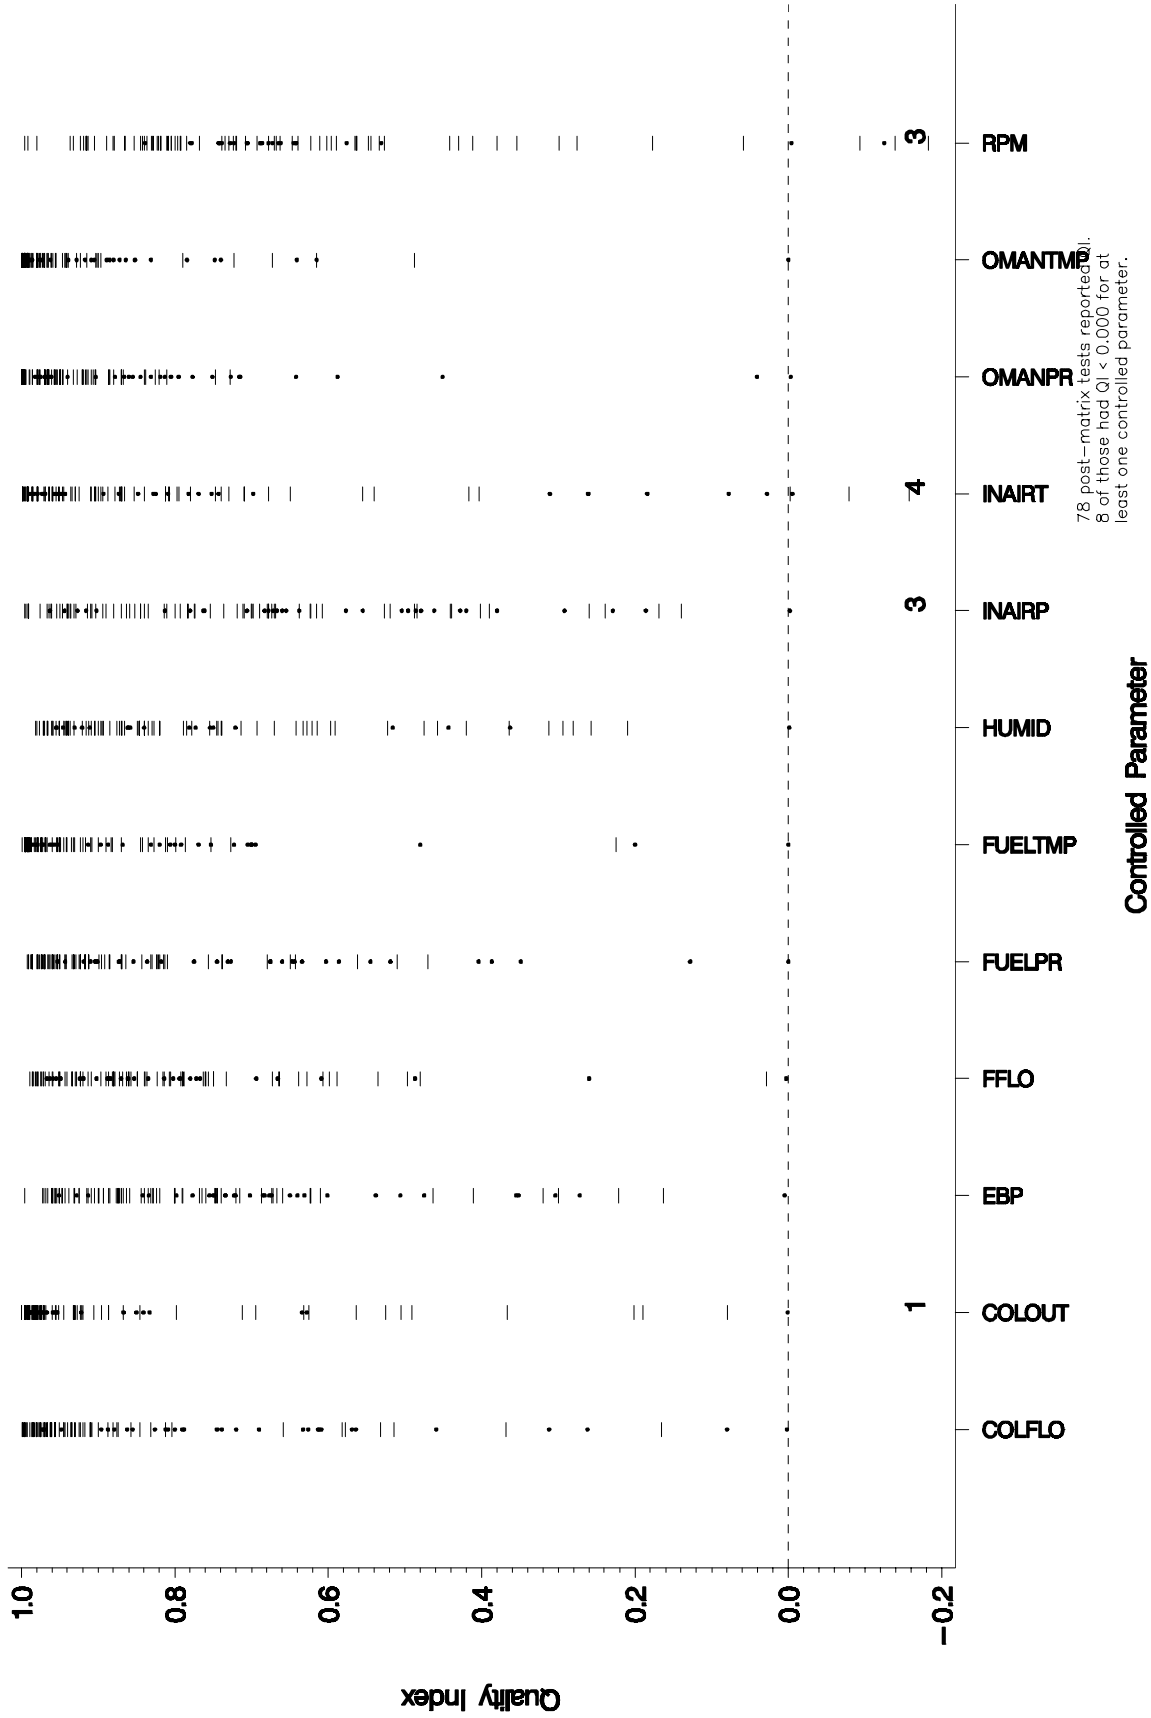 Quality Index
1.0
0.8
0.6
0.4
0.2
0.0
−0.2
3
4
3
1
RPM
OMANTMP
OMANPR
INAIRT
INAIRP
HUMID
FUELTMP
FUELPR
FFLO
EBP
COLOUT
COLFLO
Controlled Parameter
78 post−matrix tests reported QI.
8 of those had QI < 0.000 for at
least one controlled parameter.